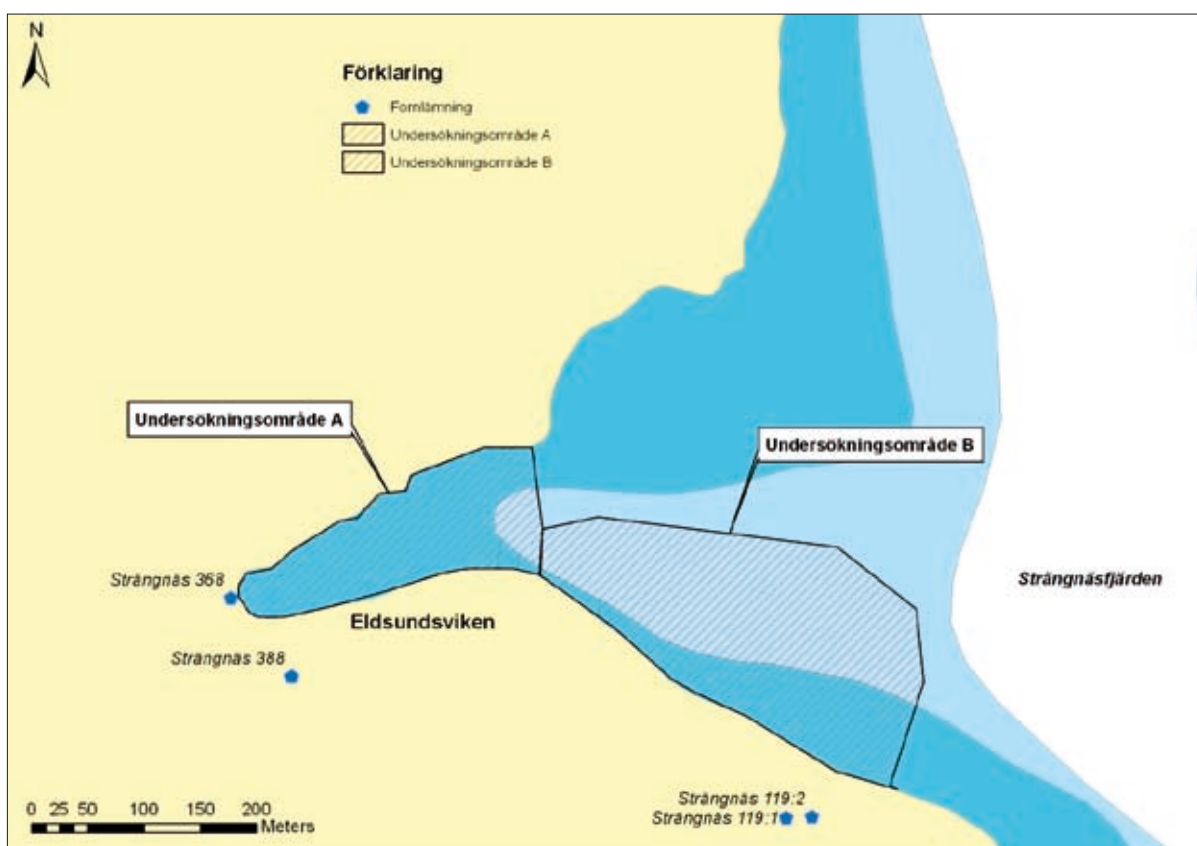 N
Förklaring
Fornlämning
Undersökningsområde A
Undersökningsområde B
Undersökningsområde A
Undersökningsområde B
Strängnäsfjärden
Strängnäs 368
Eldsundsviken
Strängnäs 388
Strängnäs 119:2
Strängnäs 119:1
0 25 50 100 150 200
Meters